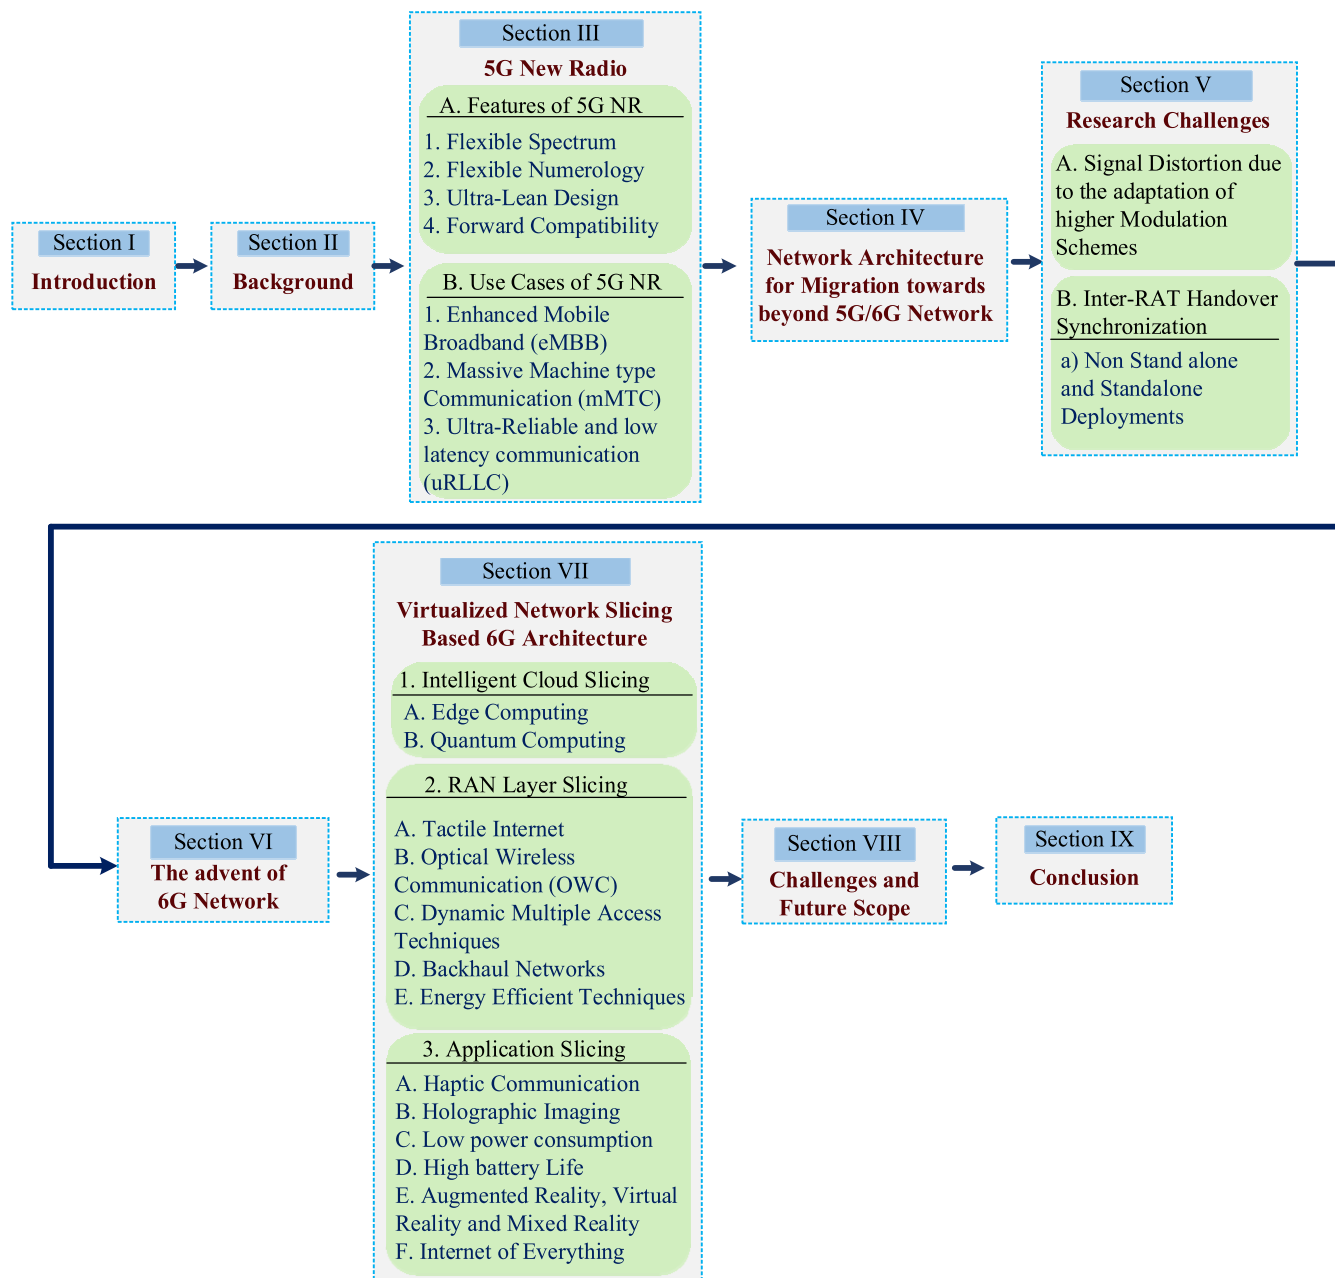 Section I
Introduction
Section II
Background
Section III
5G New Radio
A. Features of 5G NR
1. Flexible Spectrum
2. Flexible Numerology
3. Ultra-Lean Design
4. Forward Compatibility
B. Use Cases of 5G NR
1. Enhanced Mobile
Broadband (eMBB)
2. Massive Machine type
Communication (mMTC)
3. Ultra-Reliable and low
latency communication
(uRLLC)
Section IV
Network Architecture
for Migration towards
beyond 5G/6G Network
Section V
Research Challenges
A. Signal Distortion due
to the adaptation of
higher Modulation
Schemes
B. Inter-RAT Handover
Synchronization
a) Non Stand alone
and Standalone
Deployments
Section VI
The advent of
6G Network
Section VII
Virtualized Network Slicing
Based 6G Architecture
1. Intelligent Cloud Slicing
A. Edge Computing
B. Quantum Computing
2. RAN Layer Slicing
A. Tactile Internet
B. Optical Wireless
Communication (OWC)
C. Dynamic Multiple Access
Techniques
D. Backhaul Networks
E. Energy Efficient Techniques
3. Application Slicing
A. Haptic Communication
B. Holographic Imaging
C. Low power consumption
D. High battery Life
E. Augmented Reality, Virtual
Reality and Mixed Reality
F. Internet of Everything
Section VIII
Challenges and
Future Scope
Section IX
Conclusion